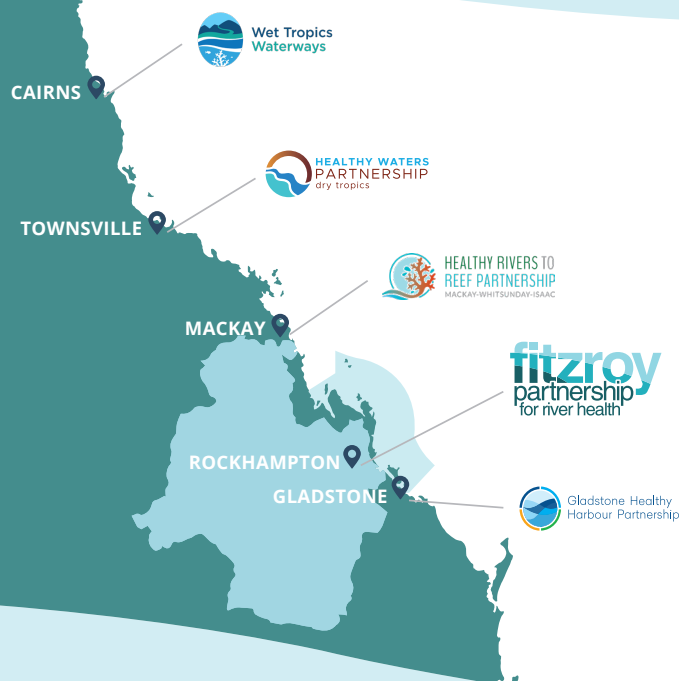 Wet Tropics
Waterways
CAIRNS
HEALTHY WATERS
PARTNERSHIP
dry tropics
TOWNSVILLE
HEALTHY RIVERS TO
REEF PARTNERSHIP
MACKAY-WHITSUNDAY-ISAAC
MACKAY
fitzroy
partnership
for river health
ROCKHAMPTON
GLADSTONE
Gladstone Healthy
Harbour Partnership